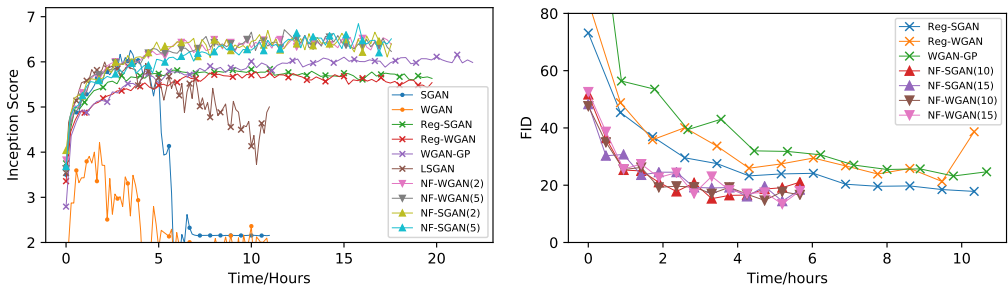 7
6
5
4
3
2
Inception Score
0
5
10
15
20
Time/Hours
SGAN
WGAN
Reg-SGAN
Reg-WGAN
WGAN-GP
LSGAN
NF-WGAN(2)
NF-WGAN(5)
NF-SGAN(2)
NF-SGAN(5)
80
60
40
20
0
FID
0
2
4
6
8
10
Time/hours
Reg-SGAN
Reg-WGAN
WGAN-GP
NF-SGAN(10)
NF-SGAN(15)
NF-WGAN(10)
NF-WGAN(15)